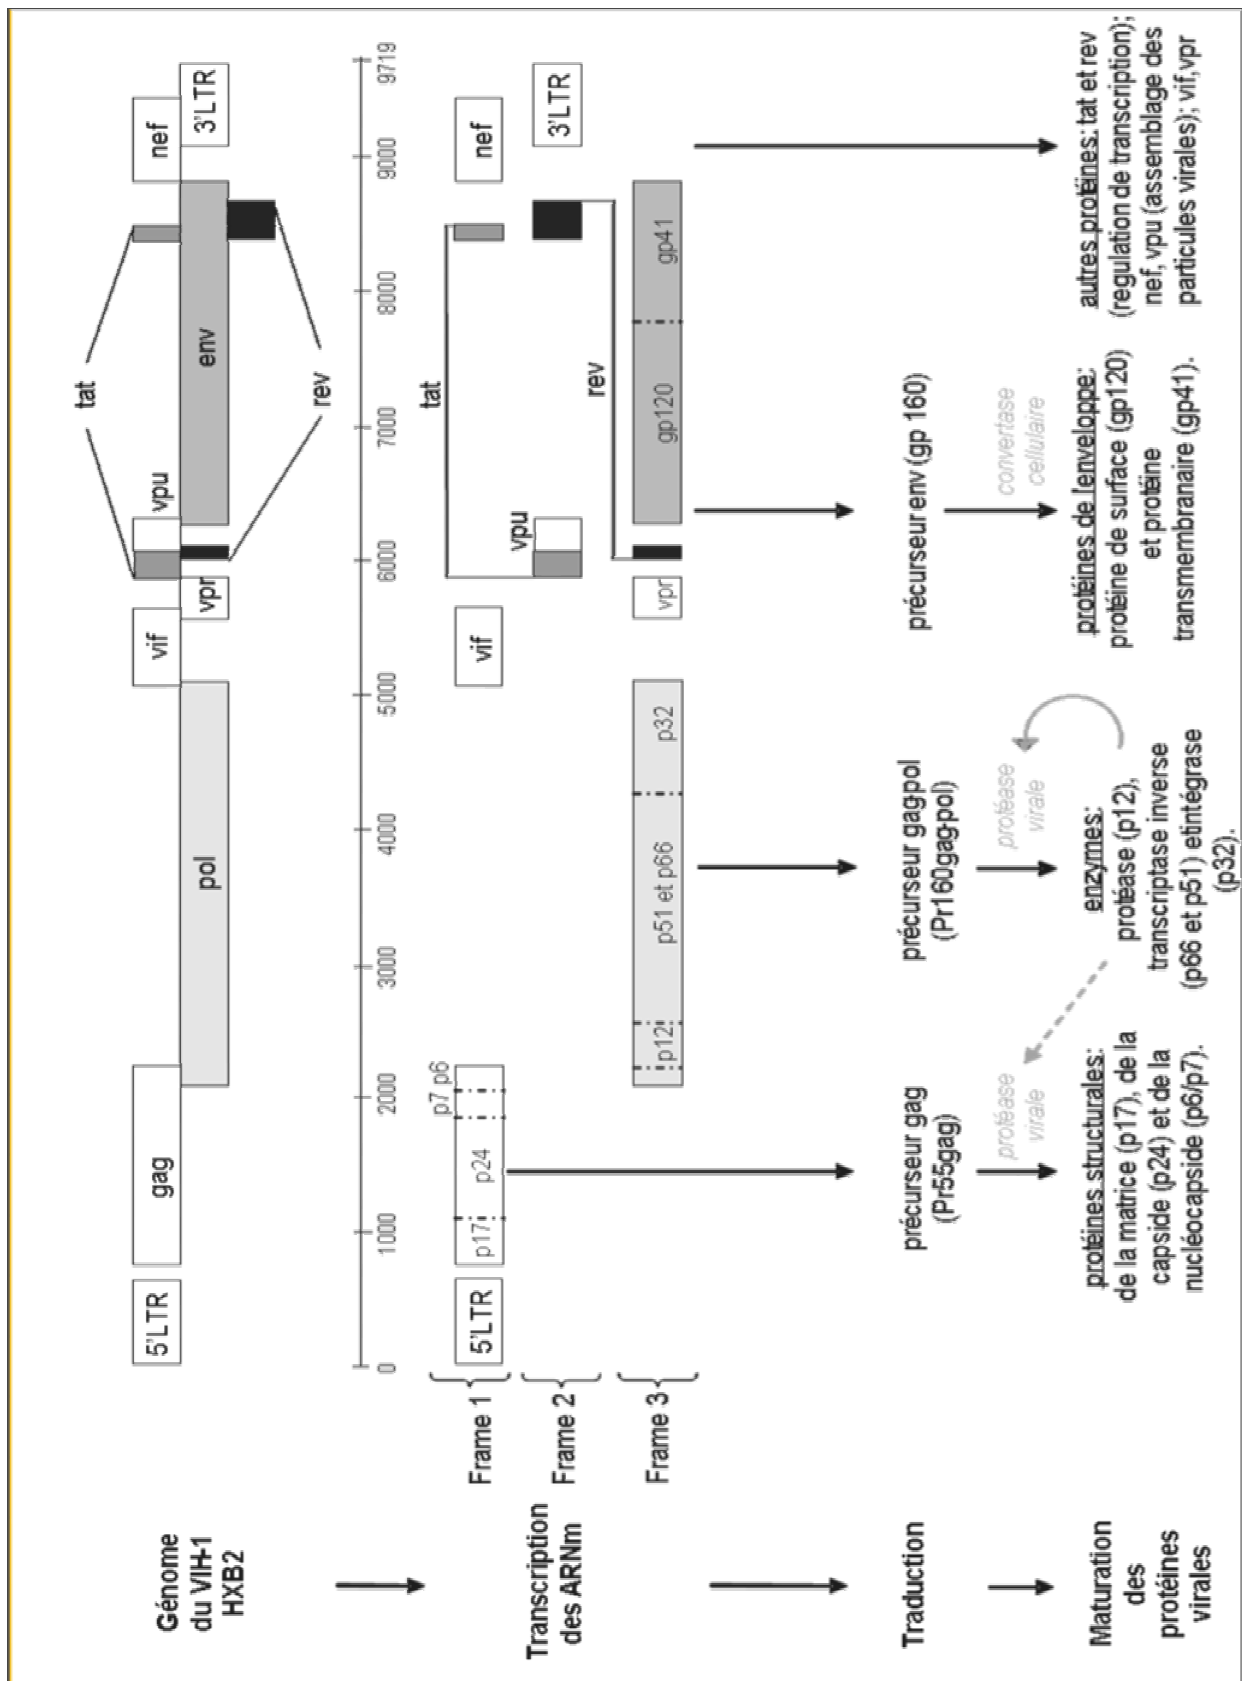 Génome
du VIH-1
HXB2
5'LTR
gag
pol
vif
vpr
vpu
tat
env
rev
nef
3'LTR
0
1000
2000
3000
4000
5000
6000
7000
8000
9000
9719
Transcription
des ARNm
Frame 1
5'LTR
p17
p24
p7 p6
vif
tat
nef
Frame 2
vpu
rev
3'LTR
Frame 3
p12
p51 et p66
p32
vpr
gp120
gp41
Traduction
précurseur gag
(Pr55gag)
précurseur gag-pol
(Pr160gag-pol)
précurseur env (gp 160)
protéase
virale
protéase
virale
convertase
cellulaire
Maturation
des
protéines
virales
protéines structurales:
de la matrice (p17), de la
capside (p24) et de la
nucléocapside (p6/p7).
enzymes:
protéase (p12),
transcriptase inverse
(p66 et p51) et intégrase
(p32).
protéines de l'enveloppe:
protéine de surface (gp120)
et protéine
transmembranaire (gp41).
autres protéines: tat et rev
(regulation de transcription);
nef, vpu (assemblage des
particules virales); vif,vpr